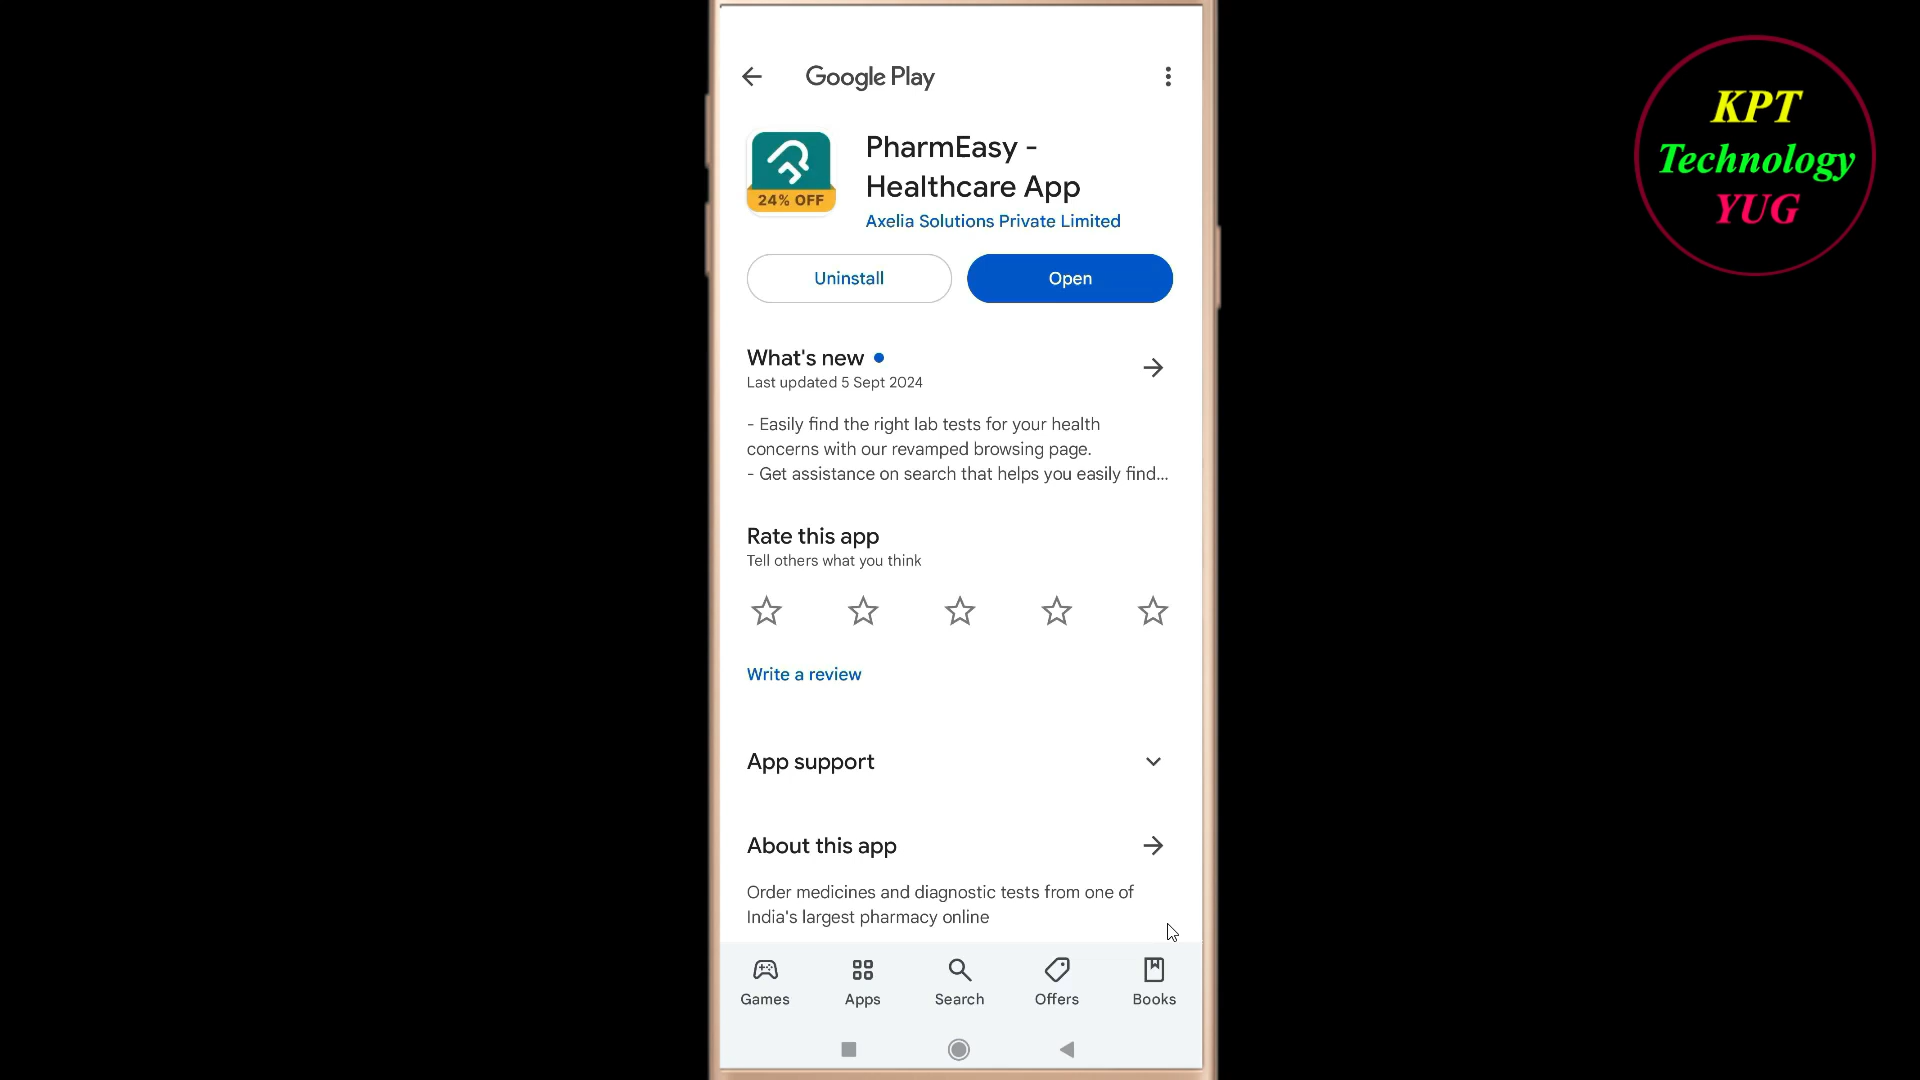 Google Play
PharmEasy -
Healthcare App
24% OFF
Axelia Solutions Private Limited
Uninstall
Open
What's new
Last updated 5 Sept 2024
- Easily find the right lab tests for your health
concerns with our revamped browsing page.
- Get assistance on search that helps you easily find...
Rate this app
Tell others what you think
Write a review
App support
About this app
Order medicines and diagnostic tests from one of
India's largest pharmacy online
Games
Apps
Search
Offers
Books
KPT
Technology
YUG